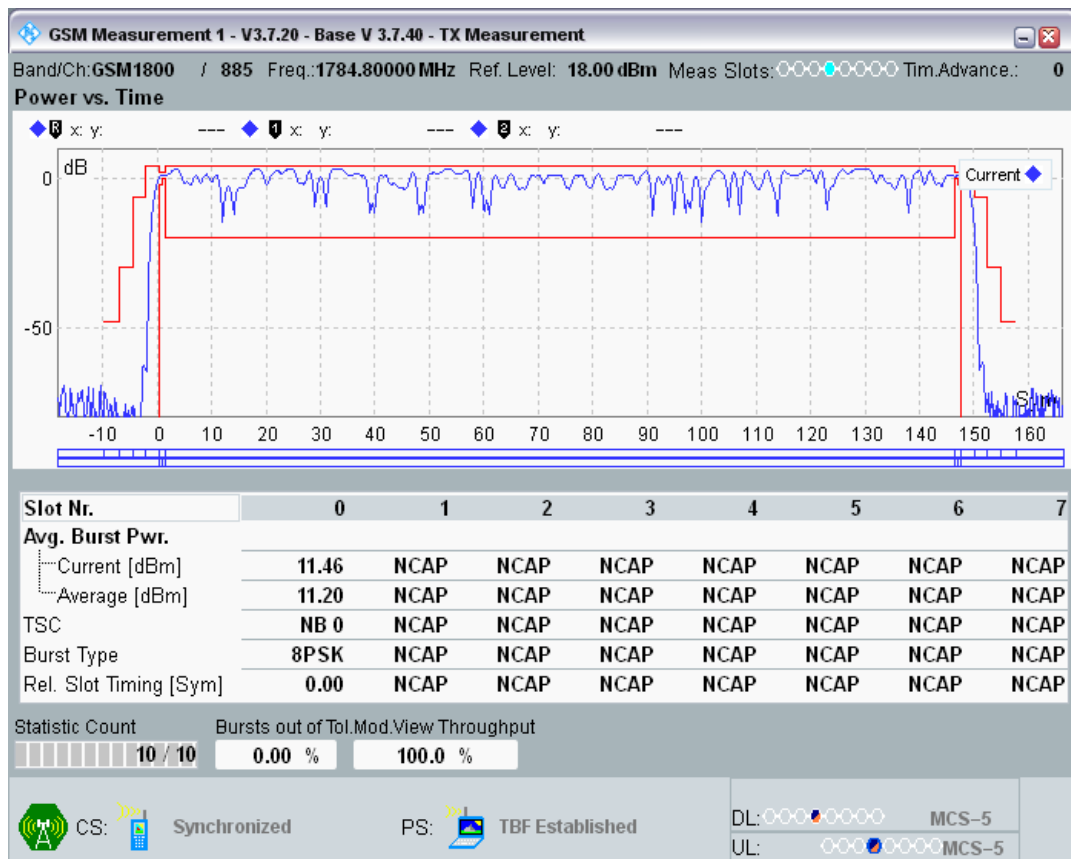 GSM Measurement 1 - V3.7.20 - Base V 3.7.40 - TX Measurement
Band/Ch:GSM1800 / 885 Freq.:1784.80000 MHz Ref. Level: 18.00 dBm Meas Slots: Tim.Advance.: 0
Power vs. Time
R x: y: --- 1 x: y: --- 2 x: y: ---
dB
Current
0
-50
Sym
-10 0 10 20 30 40 50 60 70 80 90 100 110 120 130 140 150 160
Slot Nr. 0 1 2 3 4 5 6 7
Avg. Burst Pwr.
Current [dBm] 11.46 NCAP NCAP NCAP NCAP NCAP NCAP NCAP
Average [dBm] 11.20 NCAP NCAP NCAP NCAP NCAP NCAP NCAP
TSC NB 0 NCAP NCAP NCAP NCAP NCAP NCAP NCAP
Burst Type 8PSK NCAP NCAP NCAP NCAP NCAP NCAP NCAP
Rel. Slot Timing [Sym] 0.00 NCAP NCAP NCAP NCAP NCAP NCAP NCAP
Statistic Count Bursts out of Tol.Mod.View Throughput
10 / 10 0.00 % 100.0 %
CS: Synchronized PS: TBF Established
DL: MCS-5
UL: MCS-5